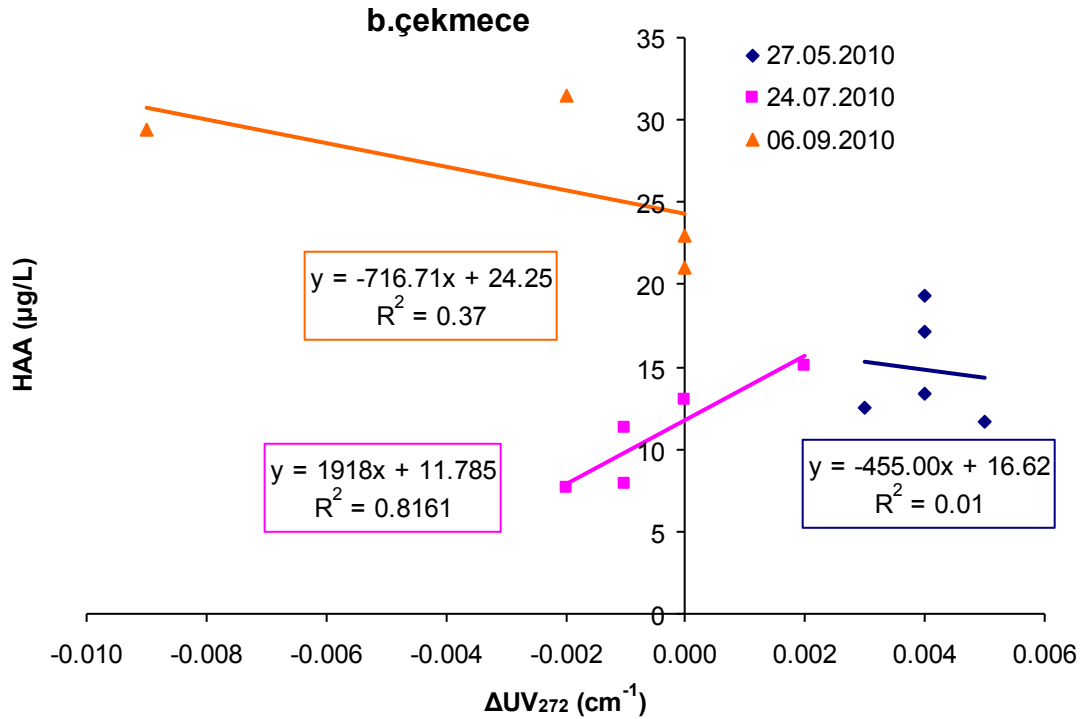 b.çekmece
35
30
25
20
15
10
5
0
27.05.2010
24.07.2010
06.09.2010
HAA (µg/L)
y = -716.71x + 24.25
R² = 0.37
y = 1918x + 11.785
R² = 0.8161
y = -455.00x + 16.62
R² = 0.01
-0.010 -0.008 -0.006 -0.004 -0.002 0.000 0.002 0.004 0.006
ΔUV₂₇₂ (cm⁻¹)